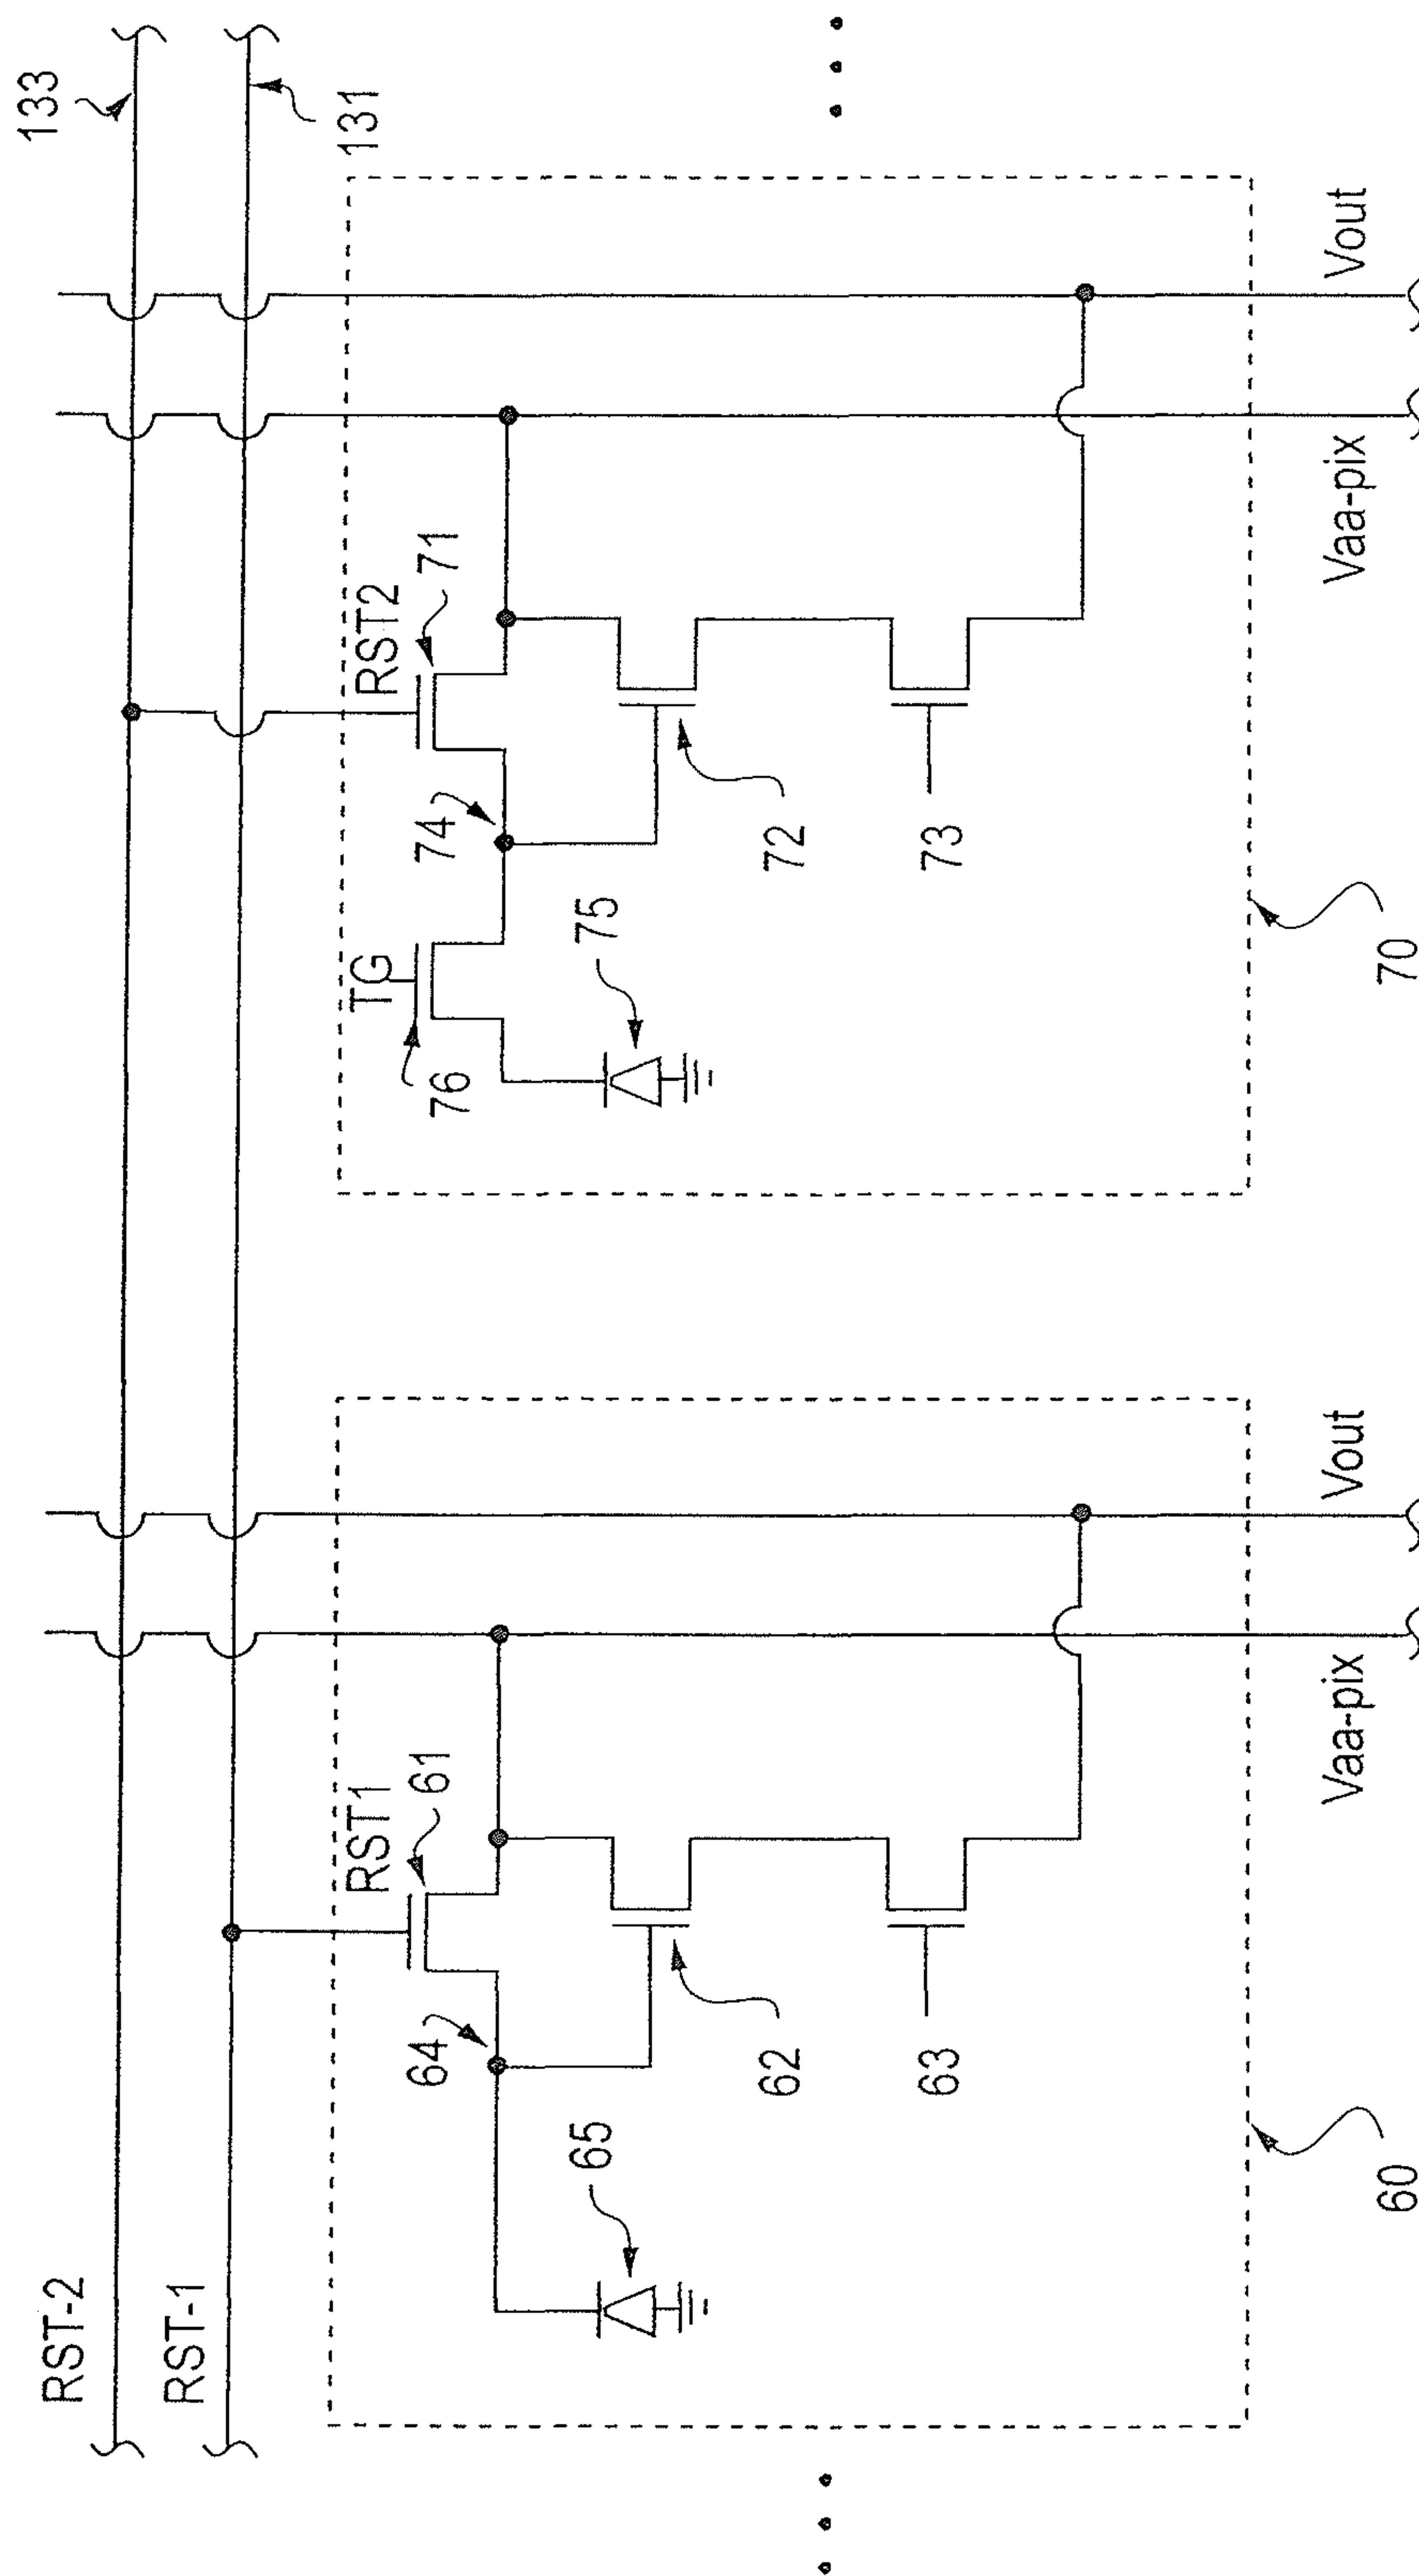 RST-2
133
RST-1
131
RST1
TG
RST2
64
61
76
74
71
65
75
62
72
63
73
Vaa-pix
Vout
Vaa-pix
Vout
60
70